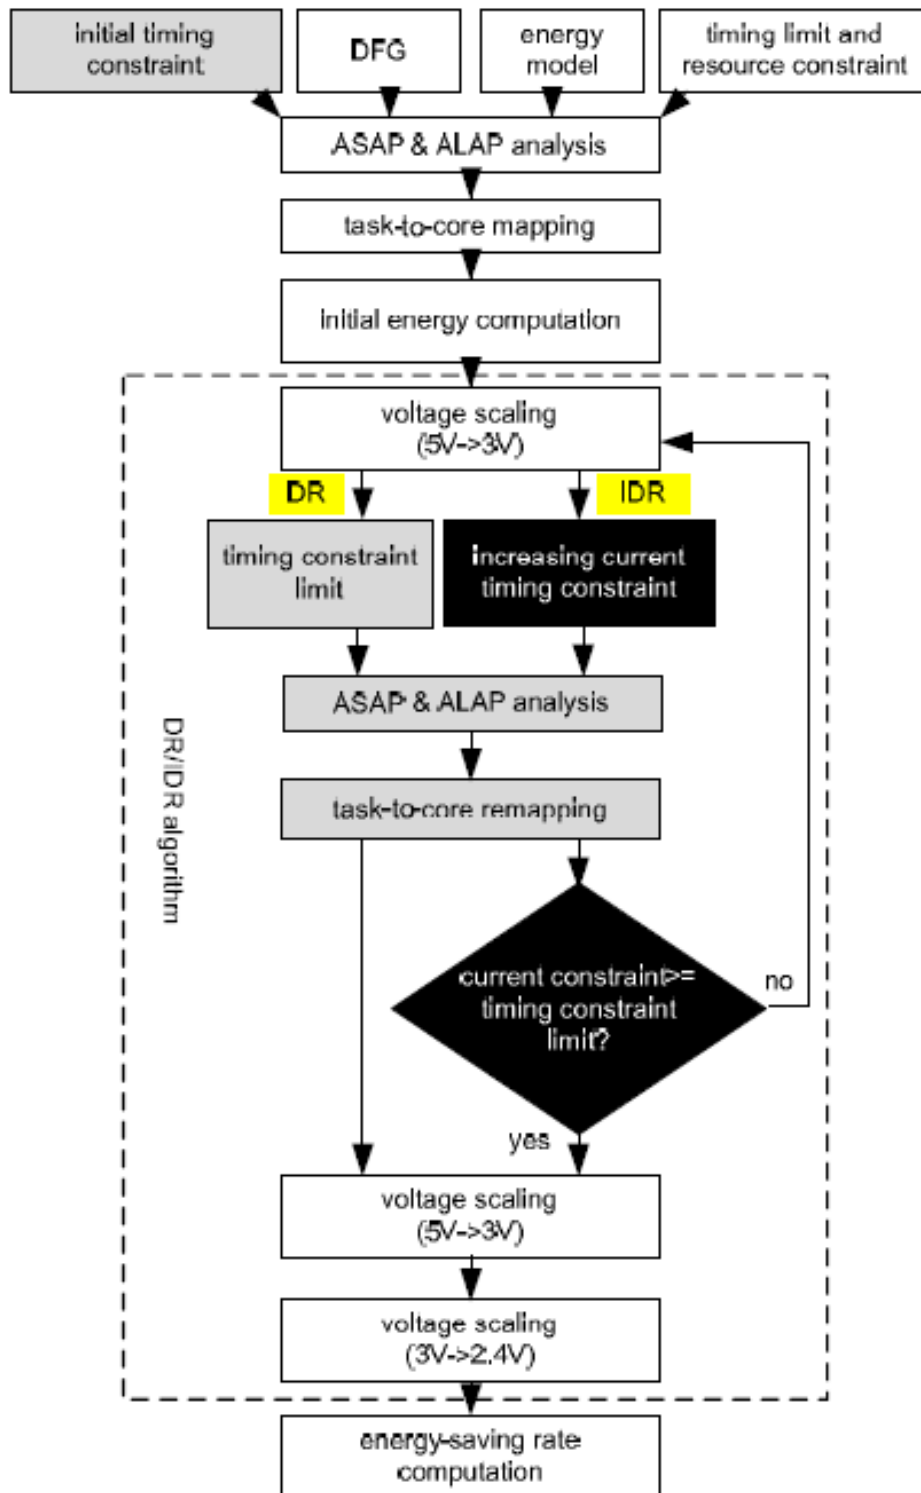 initial timing
constraint
DFG
energy
model
timing limit and
resource constraint
ASAP & ALAP analysis
task-to-core mapping
initial energy computation
voltage scaling
(5V->3V)
DR
IDR
timing constraint
limit
increasing current
timing constraint
ASAP & ALAP analysis
DR/IDR algorithm
task-to-core remapping
current constraint>=
timing constraint
limit?
no
yes
voltage scaling
(5V->3V)
voltage scaling
(3V->2.4V)
energy-saving rate
computation